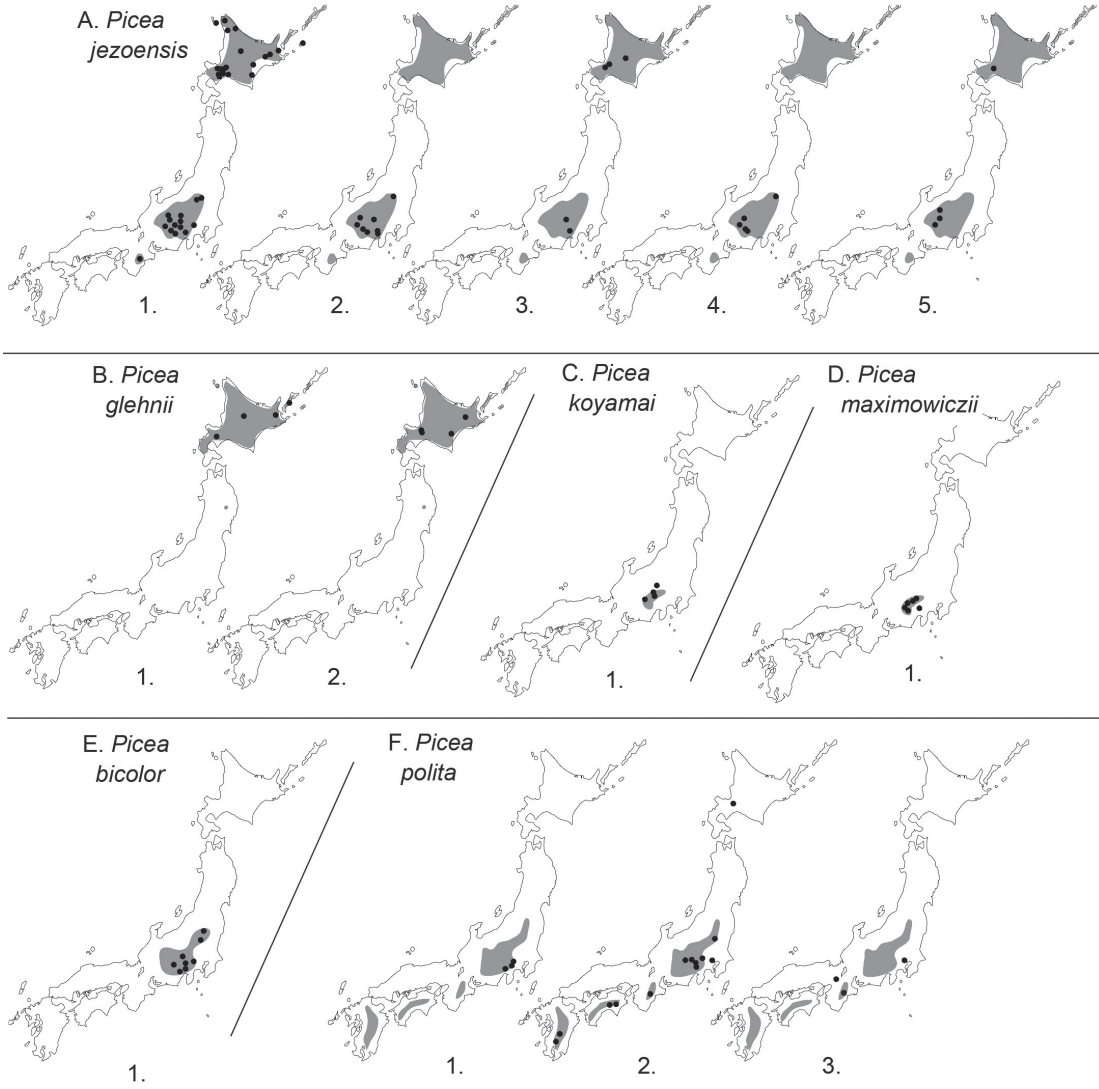 A. Picea
jezoensis
1.
2.
3.
4.
5.
B. Picea
glehnii
1.
2.
C. Picea
koyamai
1.
D. Picea
maximowiczii
1.
E. Picea
bicolor
1.
F. Picea
polita
1.
2.
3.